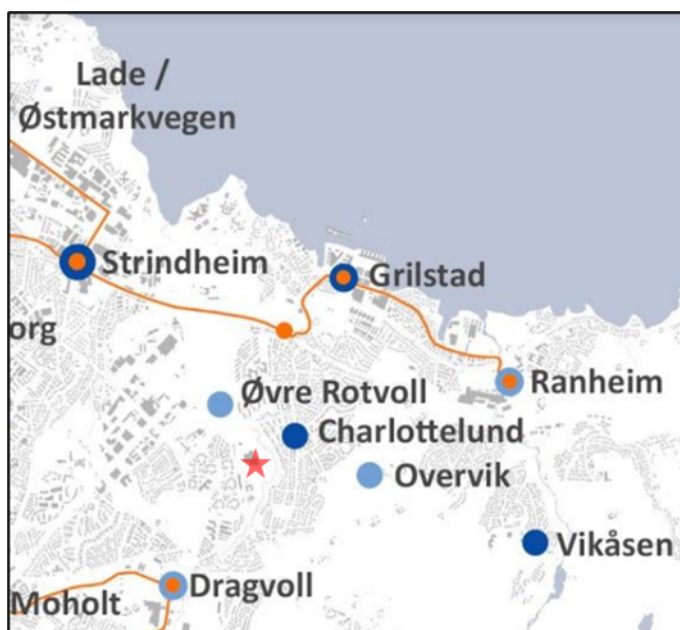 Lade /
Østmarkvegen
Strindheim
Grilstad
org
Ranheim
Øvre Rotvoll
Charlottelund
Overvik
Vikåsen
Dragvoll
Moholt